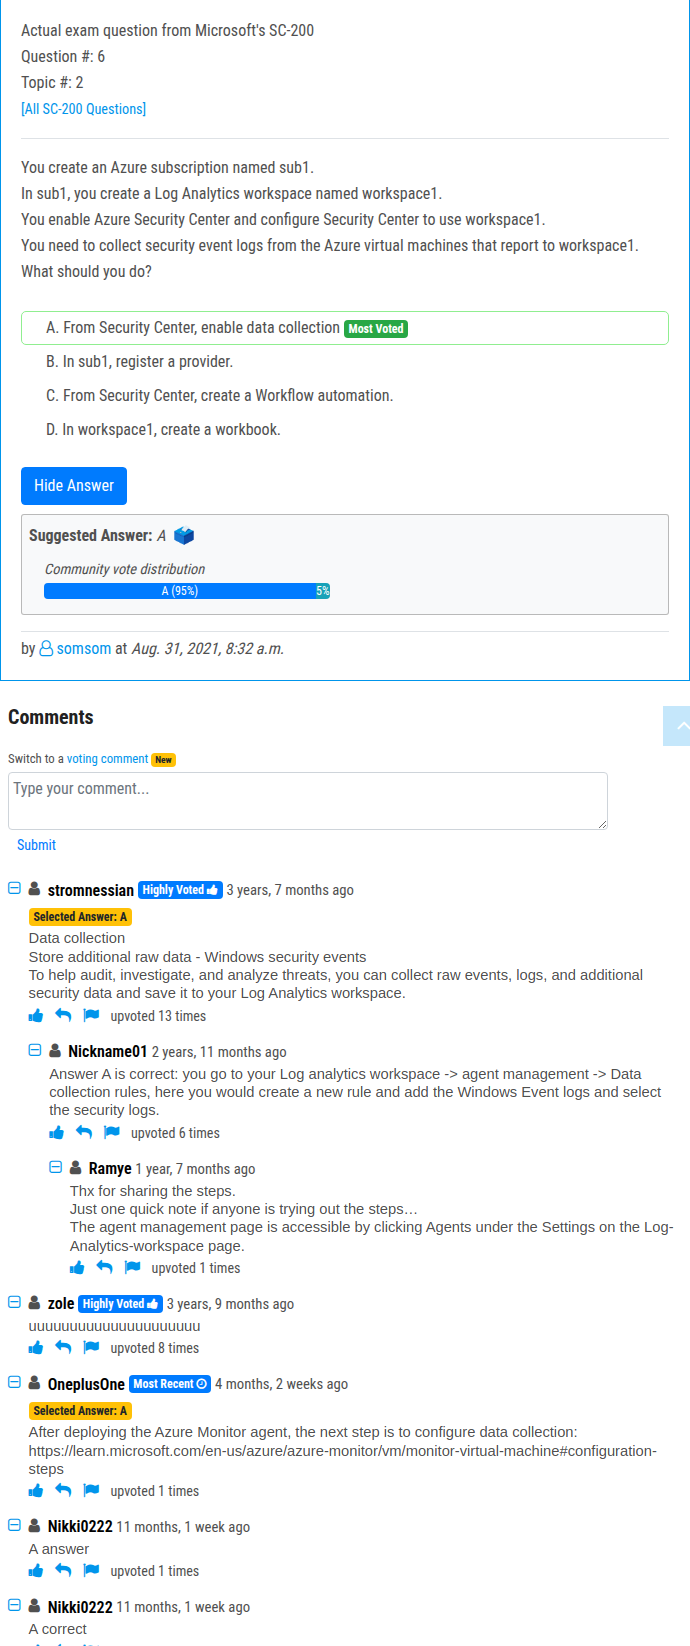 Actual exam question from Microsoft's SC-200
Question #: 6
Topic #: 2
[All SC-200 Questions]
You create an Azure subscription named sub1.
In sub1, you create a Log Analytics workspace named workspace1.
You enable Azure Security Center and configure Security Center to use workspace1.
You need to collect security event logs from the Azure virtual machines that report to workspace1.
What should you do?
A. From Security Center, enable data collection Most Voted
B. In sub1, register a provider.
C. From Security Center, create a Workflow automation.
D. In workspace1, create a workbook.
Hide Answer
Suggested Answer: A
Community vote distribution
A (95%) 5%
by somsom at Aug. 31, 2021, 8:32 a.m.
Comments
Switch to a voting comment New
Type your comment...
Submit
stromnessian Highly Voted 3 years, 7 months ago
Selected Answer: A
Data collection
Store additional raw data - Windows security events
To help audit, investigate, and analyze threats, you can collect raw events, logs, and additional
security data and save it to your Log Analytics workspace.
upvoted 13 times
Nickname01 2 years, 11 months ago
Answer A is correct: you go to your Log analytics workspace -> agent management -> Data
collection rules, here you would create a new rule and add the Windows Event logs and select
the security logs.
upvoted 6 times
Ramye 1 year, 7 months ago
Thx for sharing the steps.
Just one quick note if anyone is trying out the steps…
The agent management page is accessible by clicking Agents under the Settings on the Log-
Analytics-workspace page.
upvoted 1 times
zole Highly Voted 3 years, 9 months ago
upvoted 8 times
OneplusOne Most Recent 4 months, 2 weeks ago
Selected Answer: A
After deploying the Azure Monitor agent, the next step is to configure data collection:
https://learn.microsoft.com/en-us/azure/azure-monitor/vm/monitor-virtual-machine#configuration-
steps
upvoted 1 times
Nikki0222 11 months, 1 week ago
A answer
upvoted 1 times
Nikki0222 11 months, 1 week ago
A correct